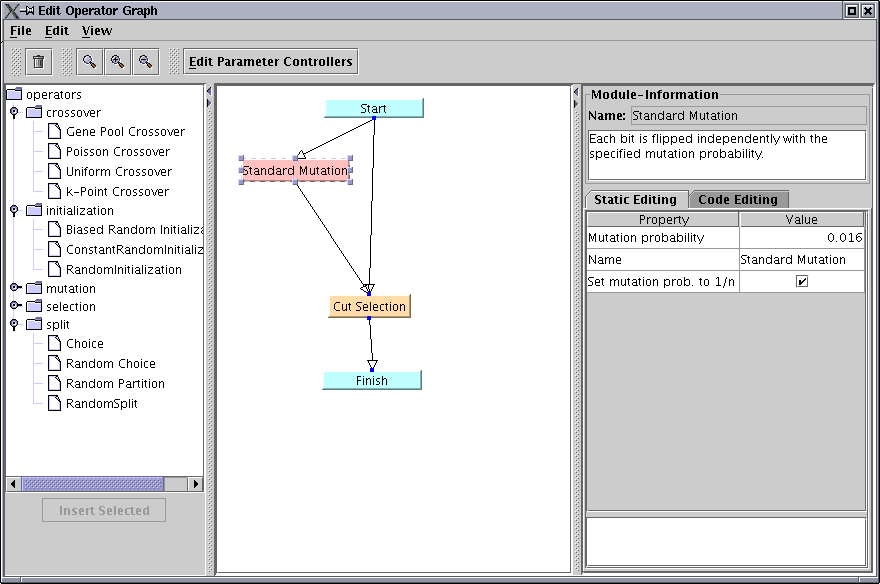 Edit Operator Graph
File Edit View
Edit Parameter Controllers
operators
crossover
Gene Pool Crossover
Poisson Crossover
Uniform Crossover
k-Point Crossover
initialization
Biased Random Initializa
ConstantRandomInitializ
RandomInitialization
mutation
selection
split
Choice
Random Choice
Random Partition
RandomSplit
Insert Selected
Start
Standard Mutation
Cut Selection
Finish
Module-Information
Name: Standard Mutation
Each bit is flipped independently with the
specified mutation probability.
Static Editing Code Editing
Property Value
Mutation probability 0.016
Name Standard Mutation
Set mutation prob. to 1/n